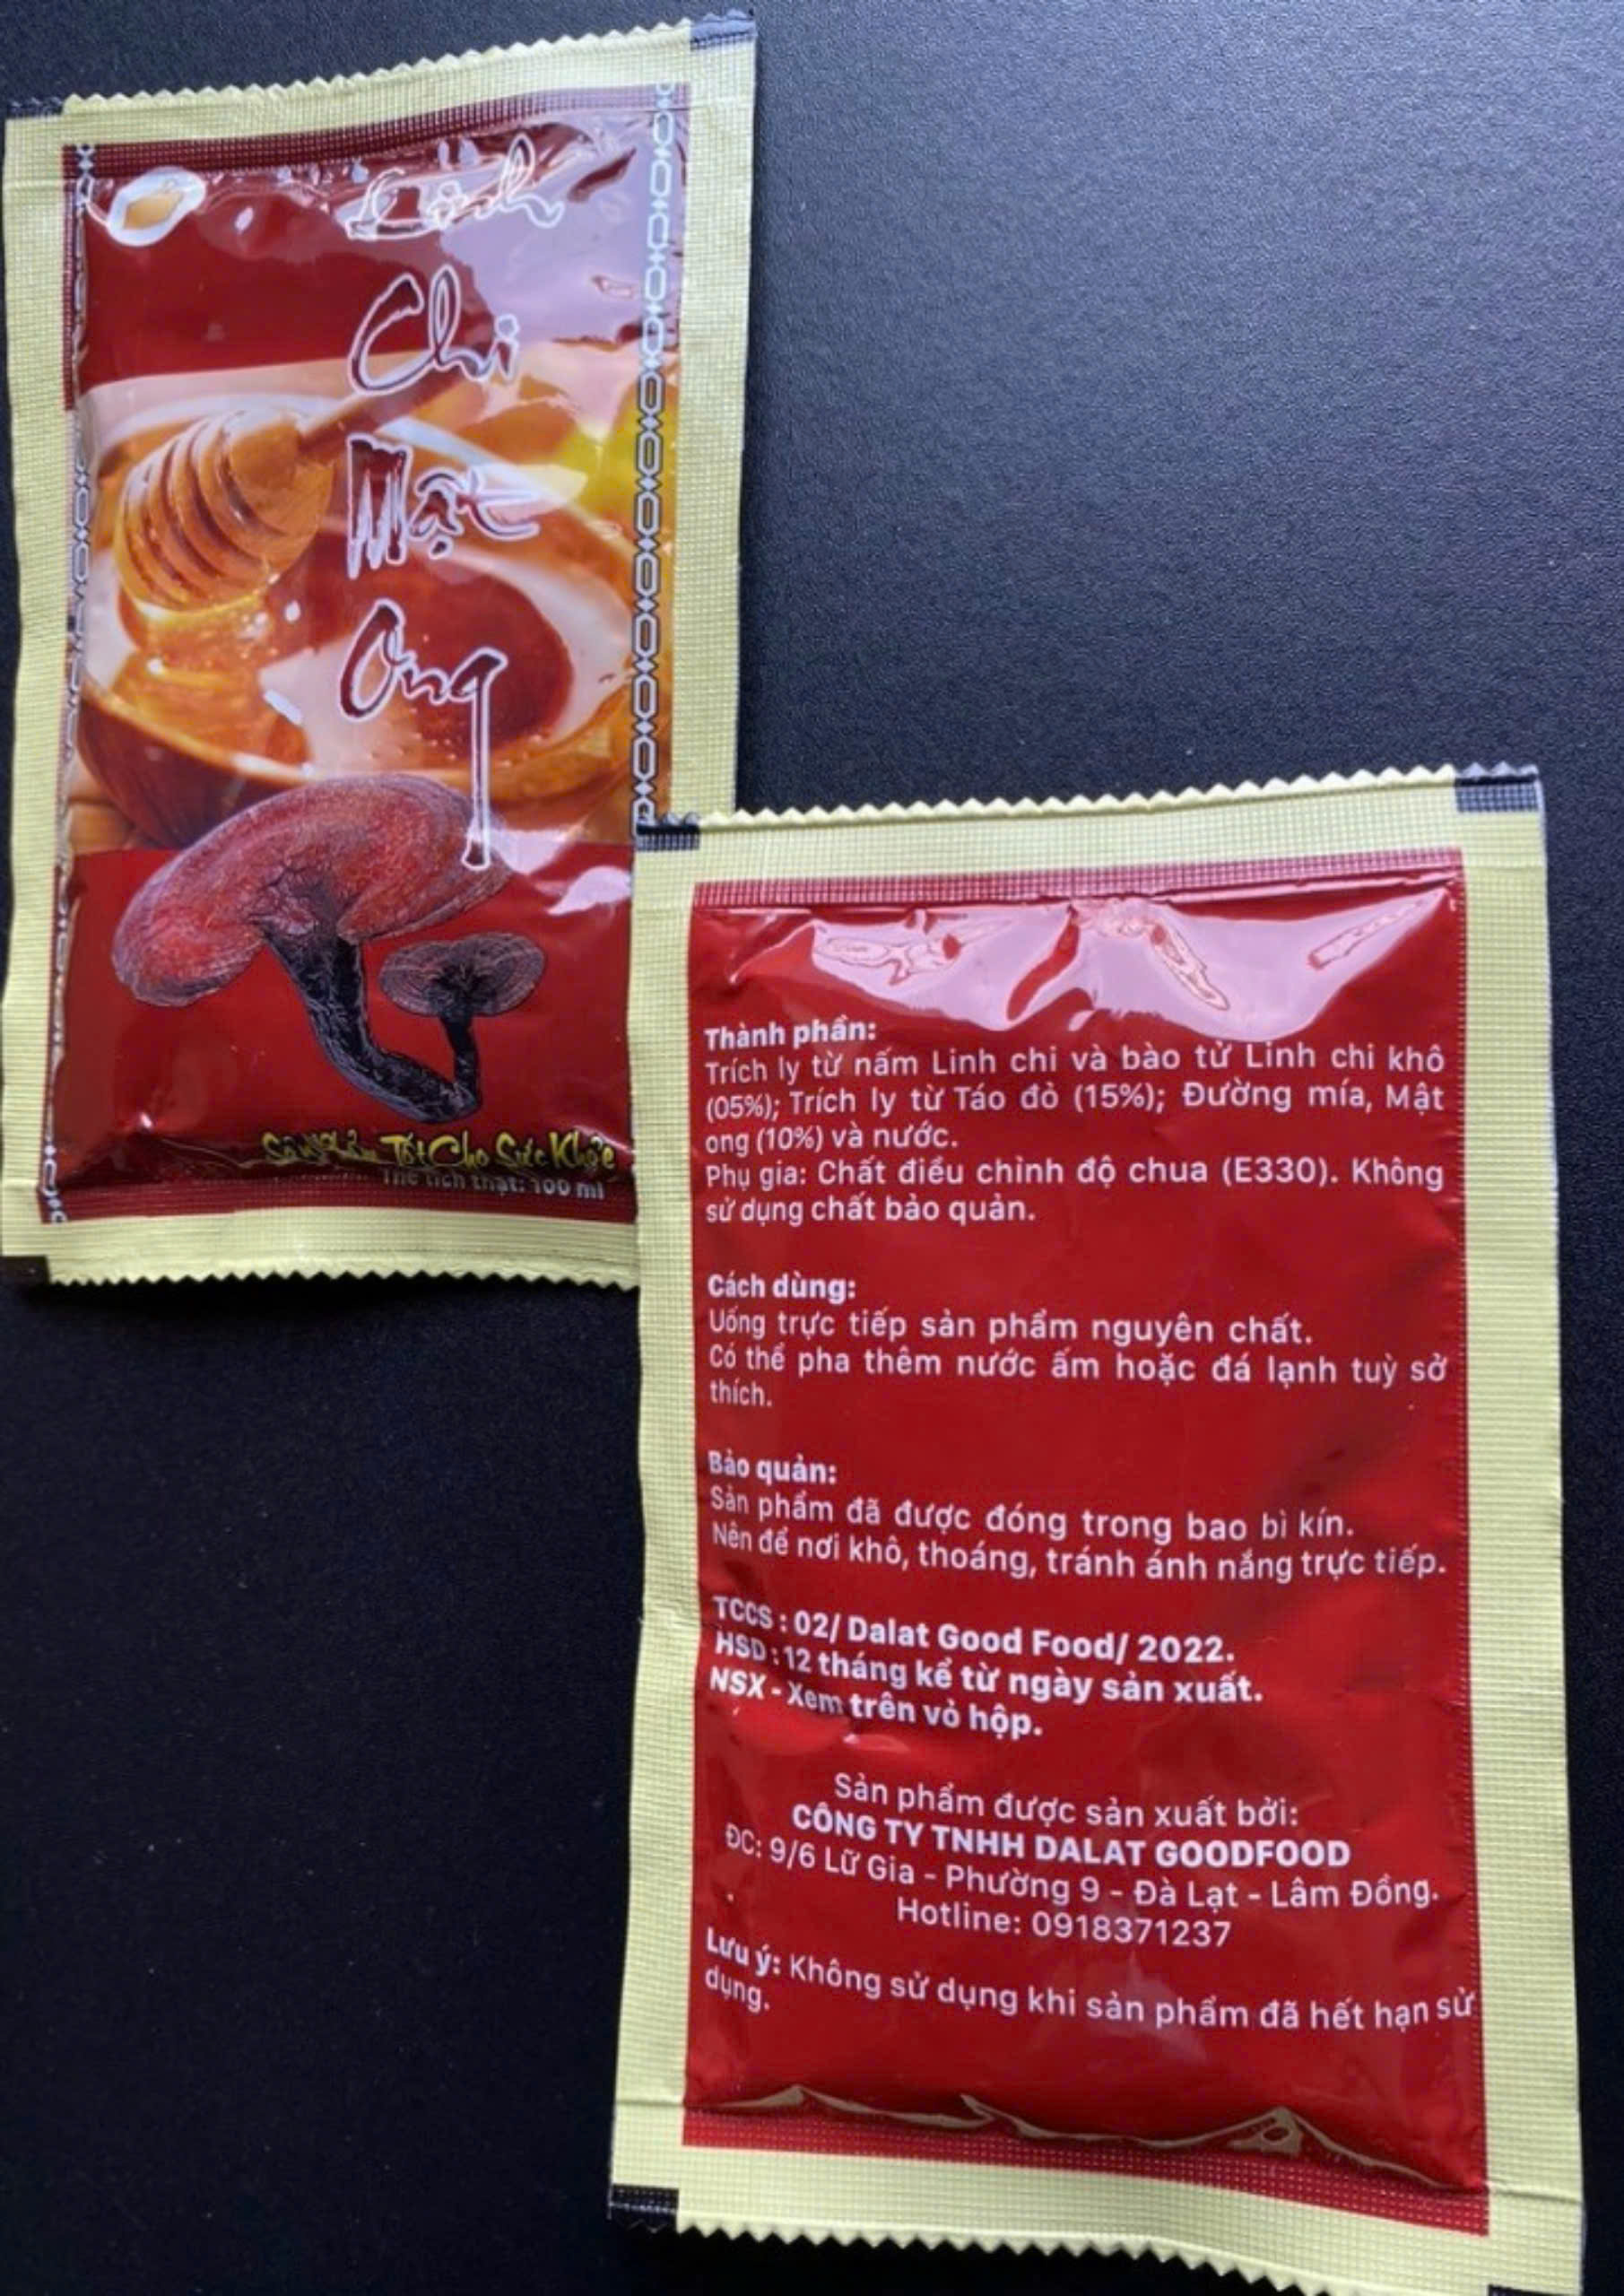 Linh
Chi
Mật
Ong
Sản Phẩm Tốt Cho Sức Khỏe
Thể tích thật: 100 ml
Thành phần:
Trích ly từ nấm Linh chi và bào tử Linh chi khô
(05%); Trích ly từ Táo đỏ (15%); Đường mía, Mật
ong (10%) và nước.
Phụ gia: Chất điều chỉnh độ chua (E330). Không
sử dụng chất bảo quản.
Cách dùng:
Uống trực tiếp sản phẩm nguyên chất.
Có thể pha thêm nước ấm hoặc đá lạnh tuỳ sở
thích.
Bảo quản:
Sản phẩm đã được đóng trong bao bì kín.
Nên để nơi khô, thoáng, tránh ánh nắng trực tiếp.
TCCS : 02/ Dalat Good Food/ 2022.
HSD : 12 tháng kể từ ngày sản xuất.
NSX - Xem trên vỏ hộp.
Sản phẩm được sản xuất bởi:
CÔNG TY TNHH DALAT GOODFOOD
ĐC: 9/6 Lữ Gia - Phường 9 - Đà Lạt - Lâm Đồng.
Hotline: 0918371237
Lưu ý: Không sử dụng khi sản phẩm đã hết hạn sử
dụng.